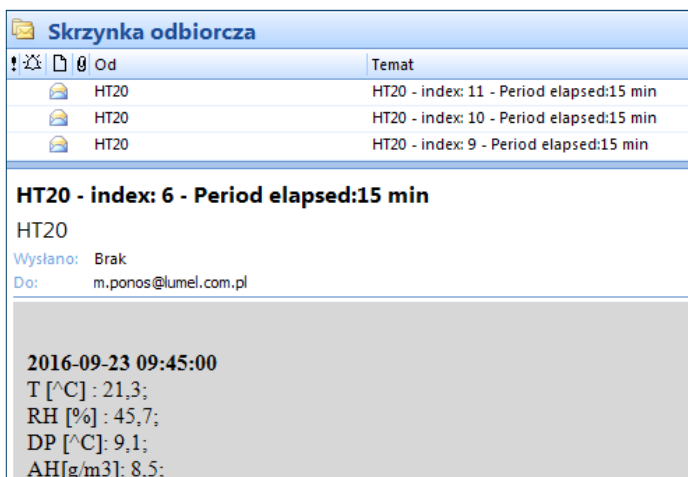 Skrzynka odbiorcza
! Od Temat
HT20 HT20 - index: 11 - Period elapsed:15 min
HT20 HT20 - index: 10 - Period elapsed:15 min
HT20 HT20 - index: 9 - Period elapsed:15 min
HT20 - index: 6 - Period elapsed:15 min
HT20
Wysłano: Brak
Do: m.ponos@lumel.com.pl
2016-09-23 09:45:00
T [^C] : 21,3;
RH [%] : 45,7;
DP [^C]: 9,1;
AH[g/m3]: 8,5;